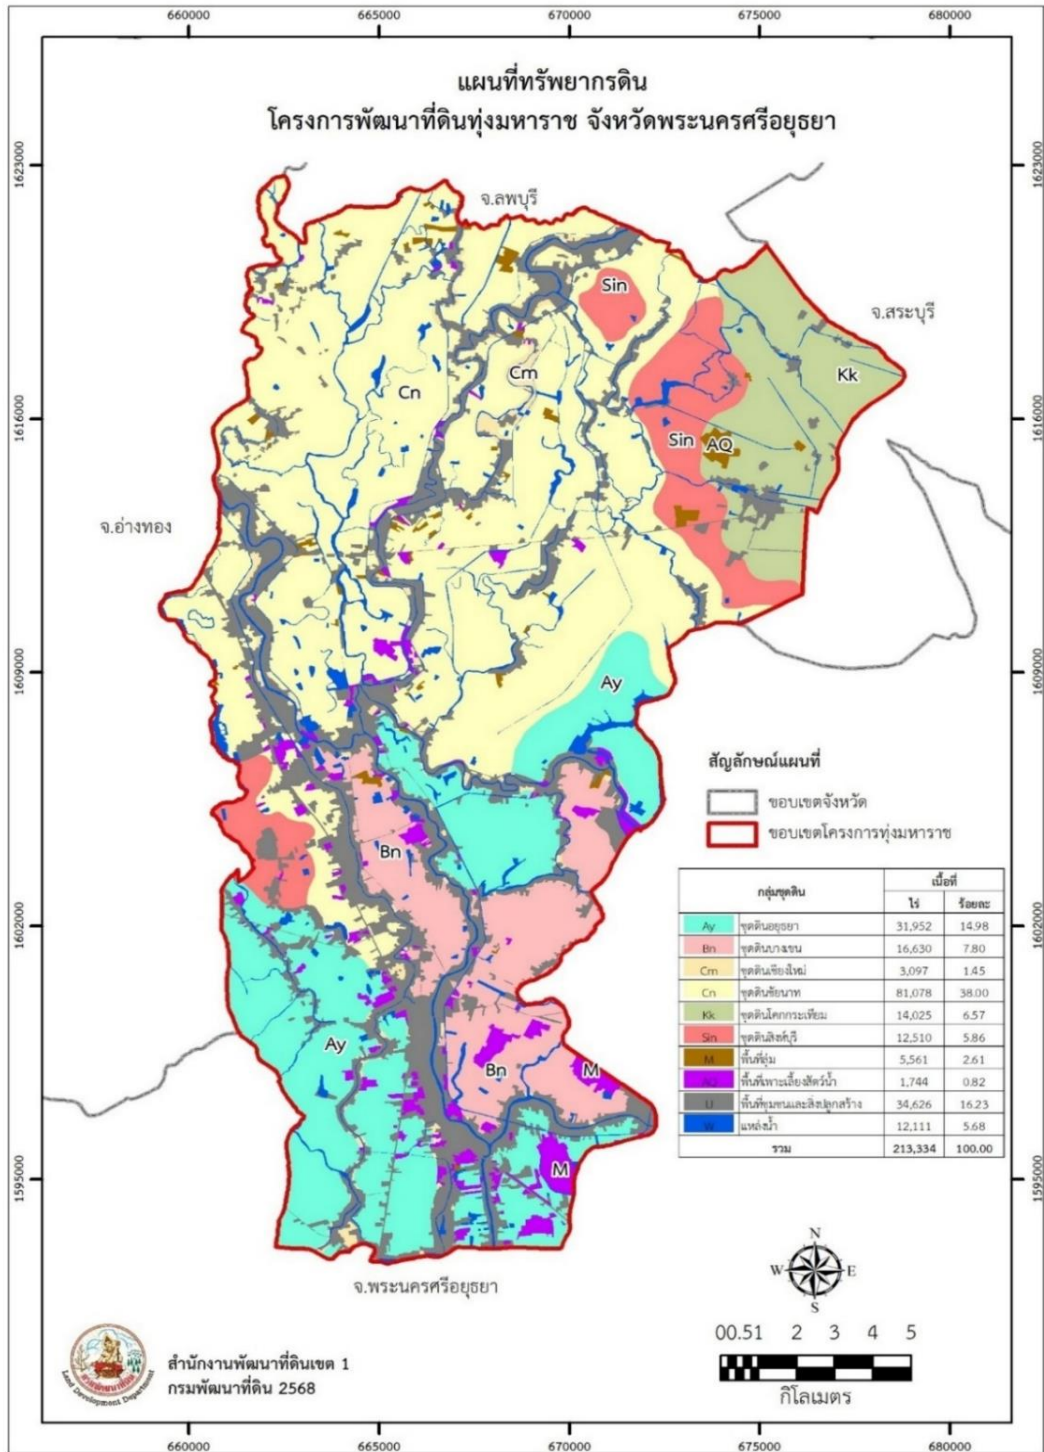 660000 665000 670000 675000 680000
แผนที่ทรัพยากรดิน
โครงการพัฒนาที่ดินทุ่งมหาราช จังหวัดพระนครศรีอยุธยา
1623000 1623000
จ.ลพบุรี
Sin
จ.สระบุรี
Kk
Cm
Cn
1616000 1616000
Sin AQ
จ.อ่างทอง
1609000 1609000
Ay
สัญลักษณ์แผนที่
ขอบเขตจังหวัด
ขอบเขตโครงการทุ่งมหาราช
Bn
กลุ่มชุดดิน เนื้อที่
ไร่ ร้อยละ
Ay ชุดดินอยุธยา 31,952 14.98
Bn ชุดดินบางเขน 16,630 7.80
Cm ชุดดินเชียงใหม่ 3,097 1.45
Cn ชุดดินชัยนาท 81,078 38.00
Kk ชุดดินโคกกระเทียม 14,025 6.57
Sin ชุดดินสิงห์บุรี 12,510 5.86
M พื้นที่ลุ่ม 5,561 2.61
AQ พื้นที่เพาะเลี้ยงสัตว์น้ำ 1,744 0.82
U พื้นที่ชุมชนและสิ่งปลูกสร้าง 34,626 16.23
W แหล่งน้ำ 12,111 5.68
รวม 213,334 100.00
1602000 1602000
Ay
Bn
M
M
1595000 1595000
จ.พระนครศรีอยุธยา
N
W E
S
00.51 2 3 4 5
กิโลเมตร
กรมพัฒนาที่ดิน
Land Development Department
สำนักงานพัฒนาที่ดินเขต 1
กรมพัฒนาที่ดิน 2568
660000 665000 670000 675000 680000